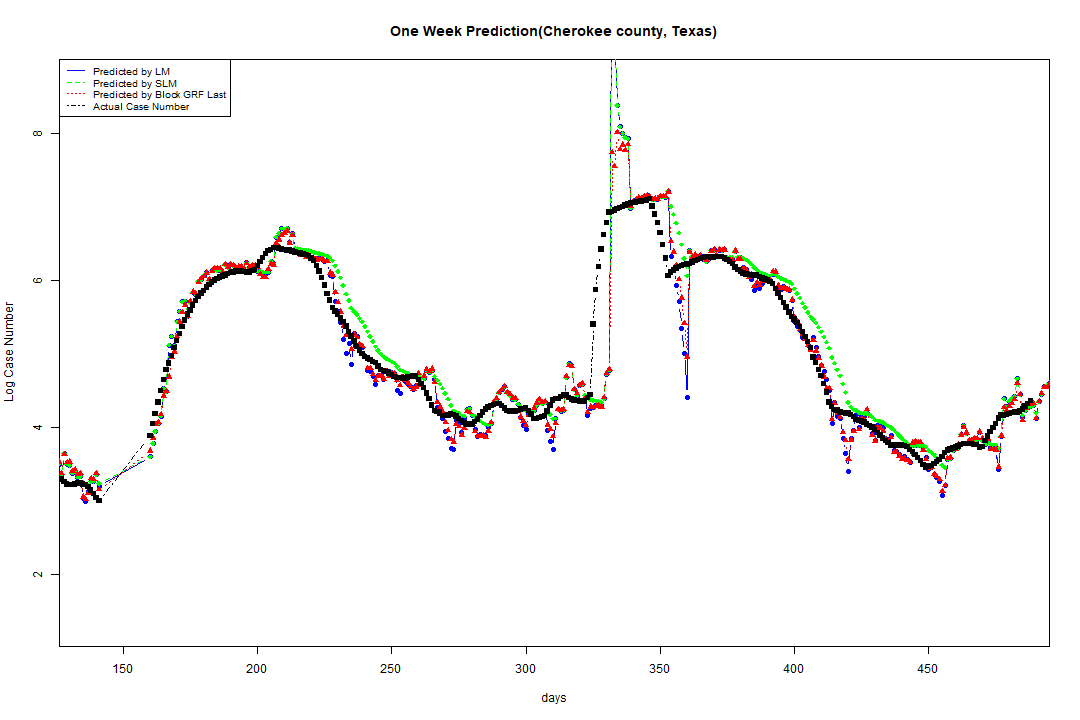 One Week Prediction(Cherokee county, Texas)
Predicted by LM
Predicted by SLM
Predicted by Block GRF Last
Actual Case Number
8
6
4
2
Log Case Number
150 200 250 300 350 400 450
days